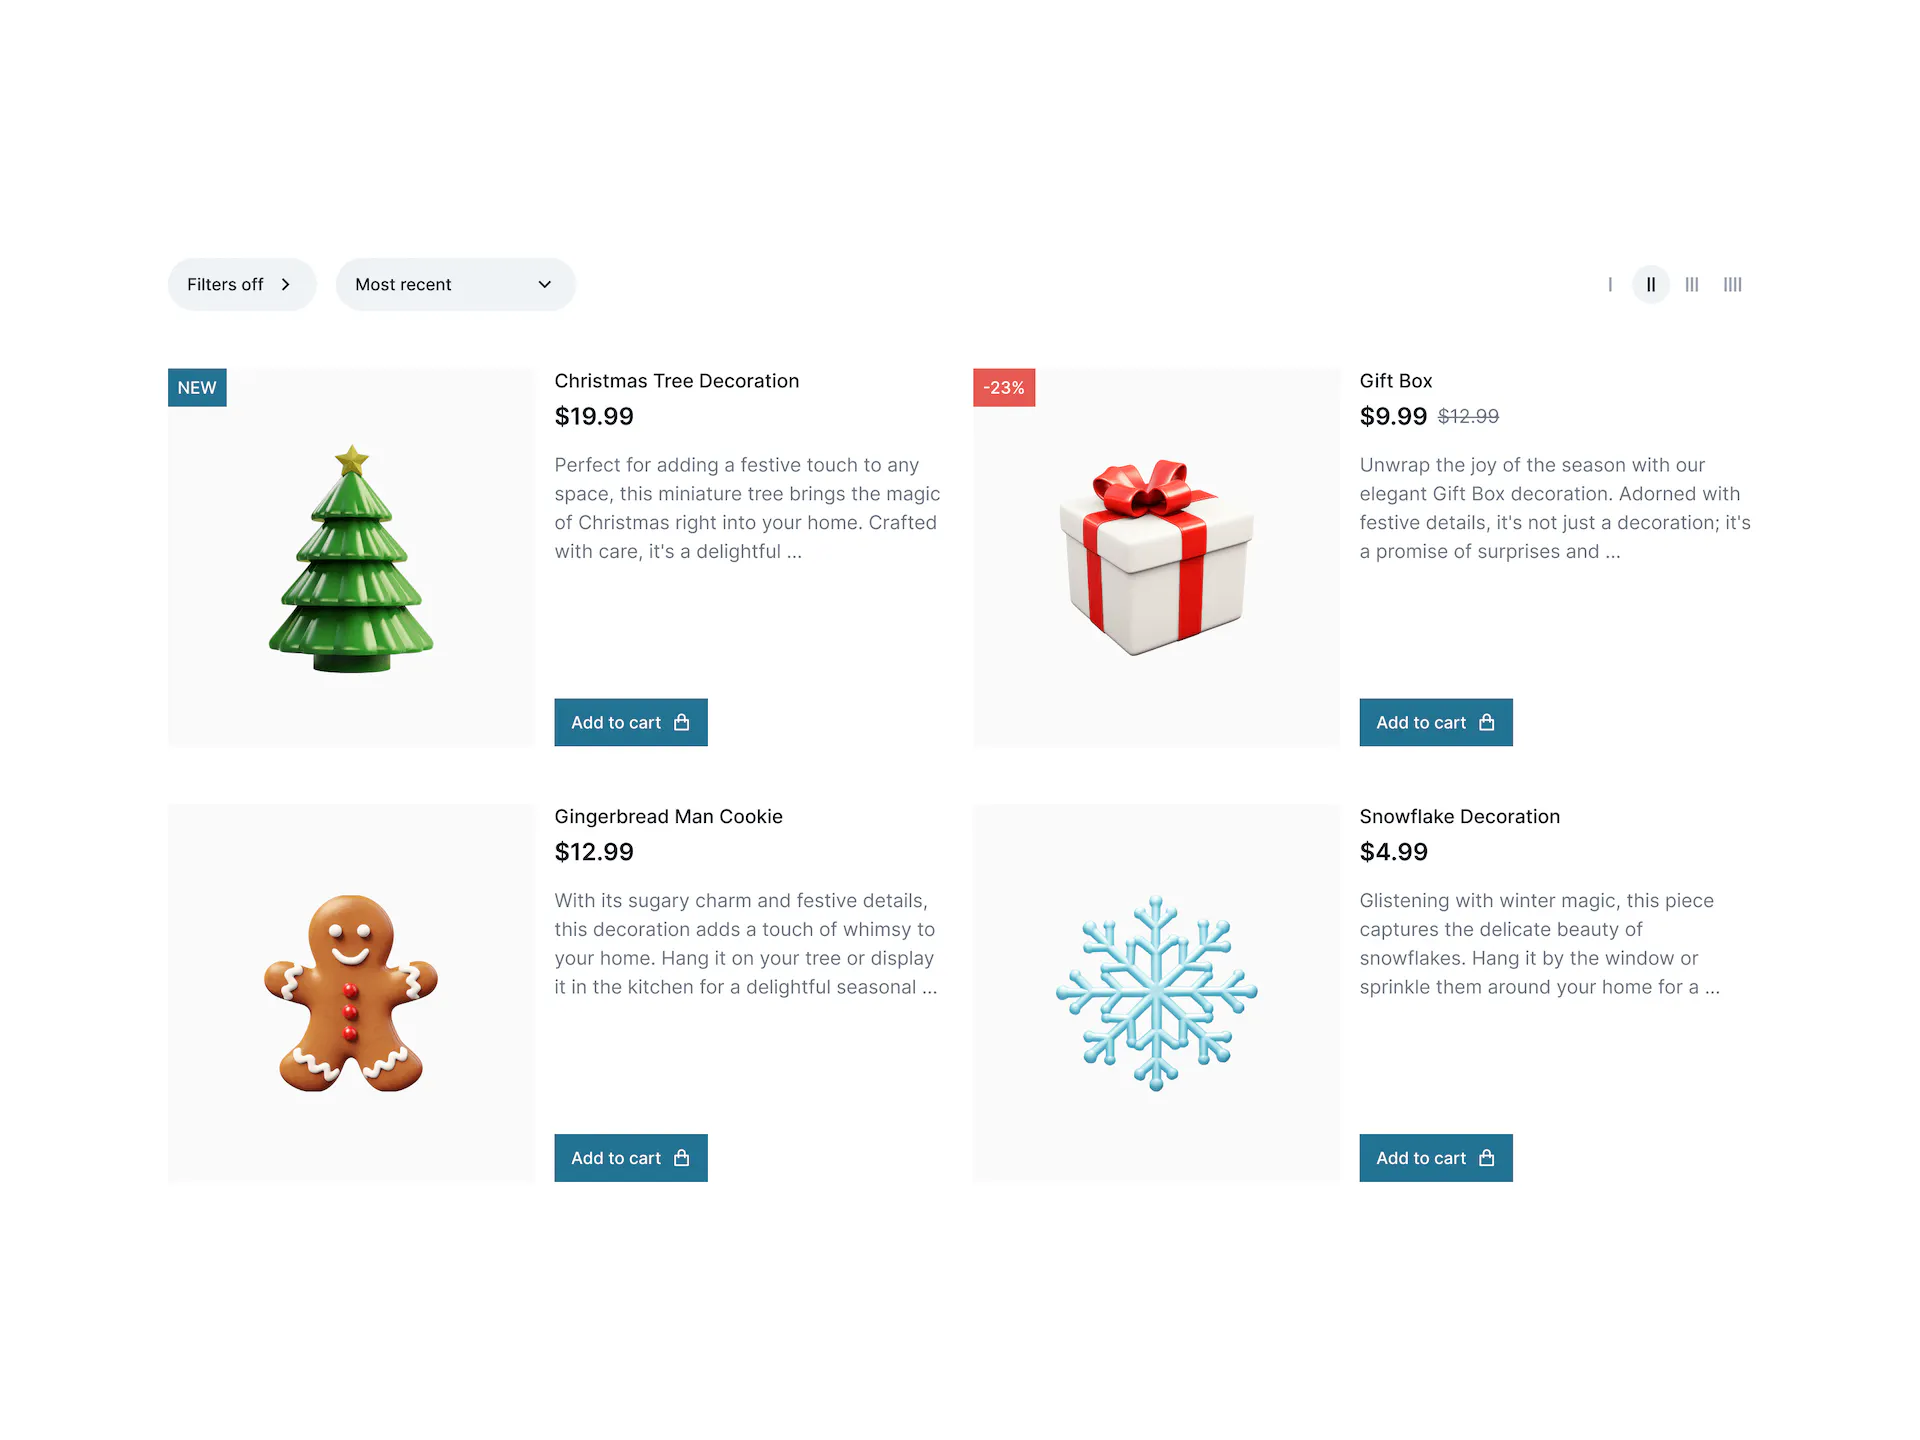 Filters off
Most recent
NEW
Christmas Tree Decoration
$19.99
Perfect for adding a festive touch to any
space, this miniature tree brings the magic
of Christmas right into your home. Crafted
with care, it's a delightful ...
Add to cart
-23%
Gift Box
$9.99 $12.99
Unwrap the joy of the season with our
elegant Gift Box decoration. Adorned with
festive details, it's not just a decoration; it's
a promise of surprises and ...
Add to cart
Gingerbread Man Cookie
$12.99
With its sugary charm and festive details,
this decoration adds a touch of whimsy to
your home. Hang it on your tree or display
it in the kitchen for a delightful seasonal ...
Add to cart
Snowflake Decoration
$4.99
Glistening with winter magic, this piece
captures the delicate beauty of
snowflakes. Hang it by the window or
sprinkle them around your home for a ...
Add to cart